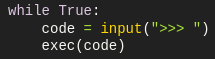 while True:
    code = input(">>> ")
    exec(code)